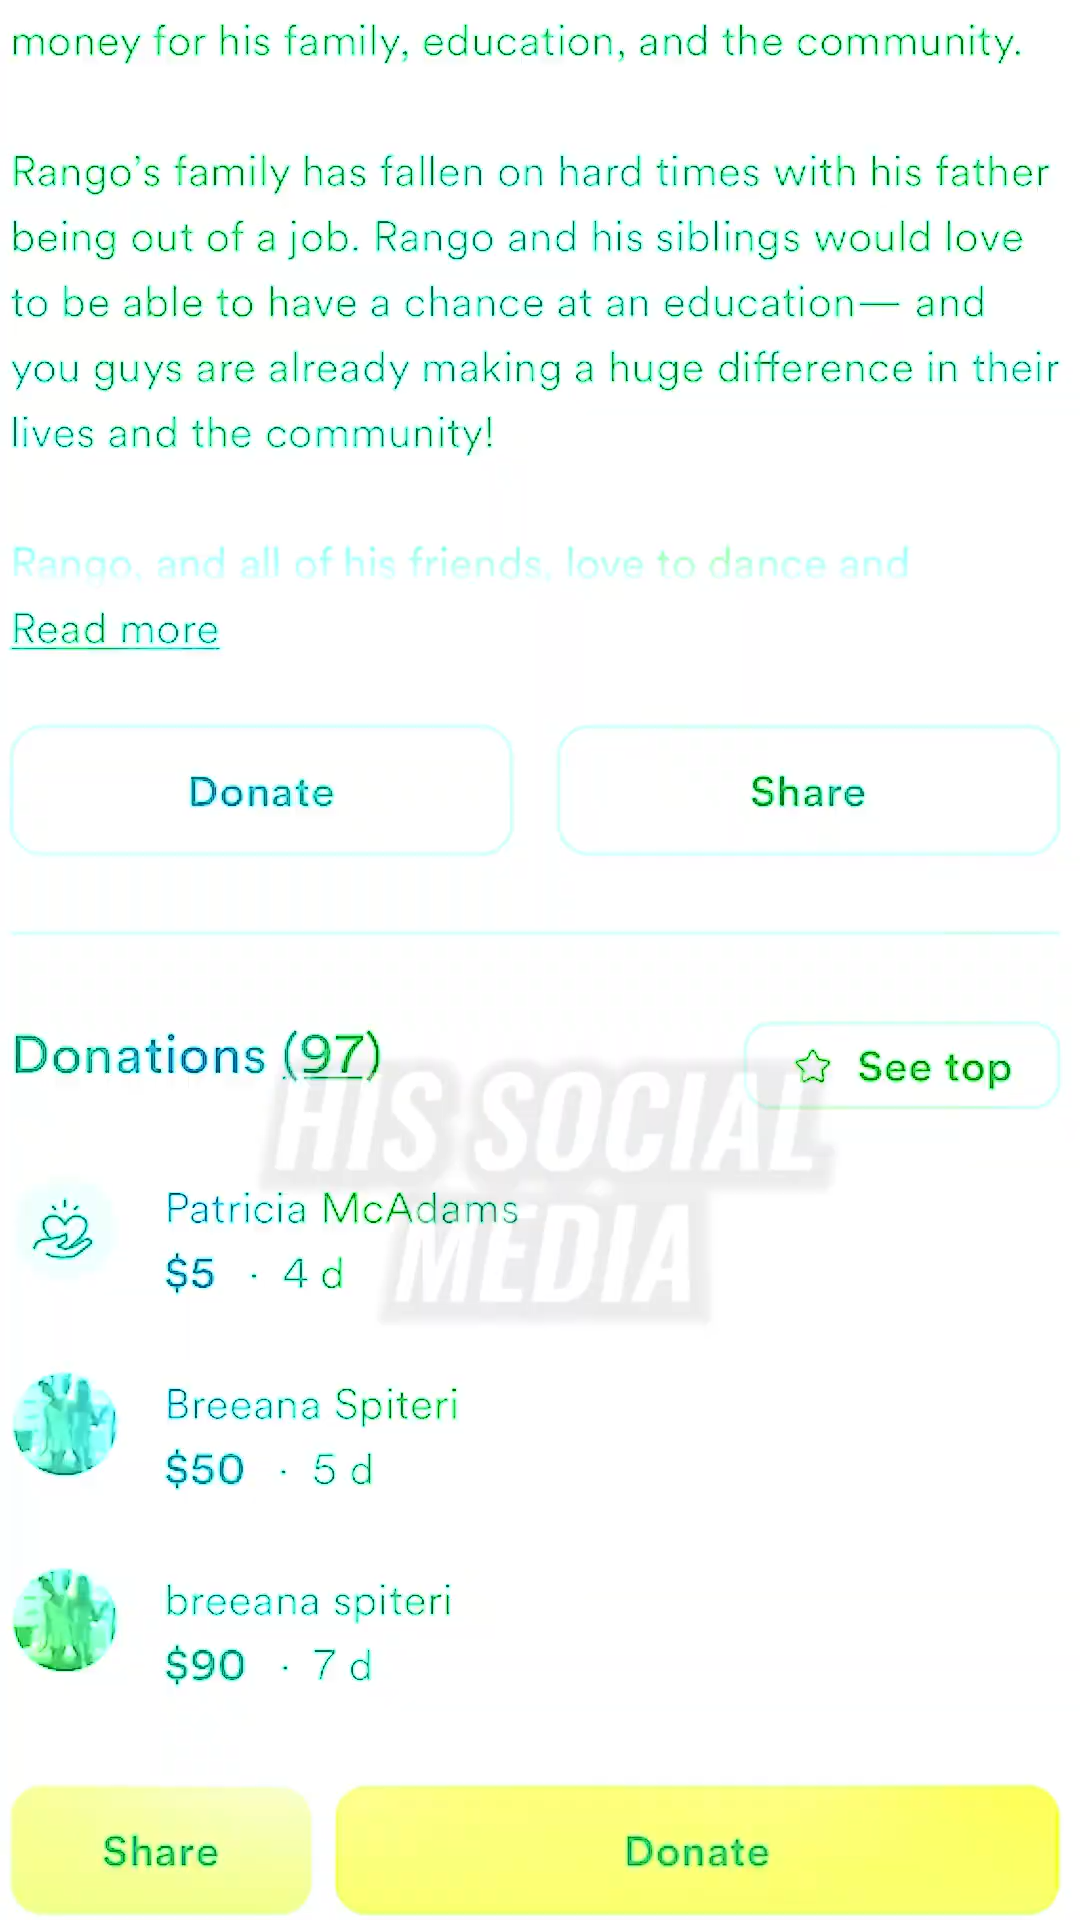 money for his family, education, and the community.
Rango’s family has fallen on hard times with his father
being out of a job. Rango and his siblings would love
to be able to have a chance at an education— and
you guys are already making a huge difference in their
lives and the community!
Rango, and all of his friends, love to dance and
Read more
Donate
Share
Donations (97)
See top
HIS SOCIAL
MEDIA
Patricia McAdams
$5 · 4 d
Breeana Spiteri
$50 · 5 d
breeana spiteri
$90 · 7 d
Share
Donate